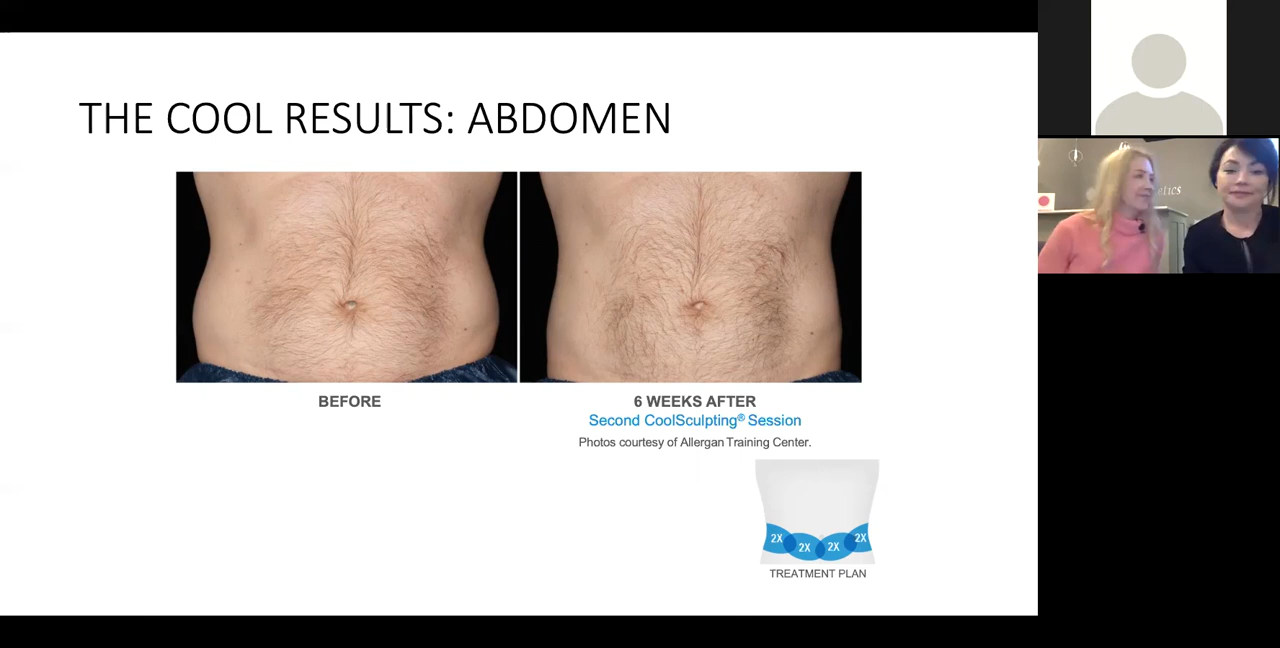 THE COOL RESULTS: ABDOMEN
BEFORE
6 WEEKS AFTER
Second CoolSculpting® Session
Photos courtesy of Allergan Training Center.
2X
2X
2X
2X
TREATMENT PLAN